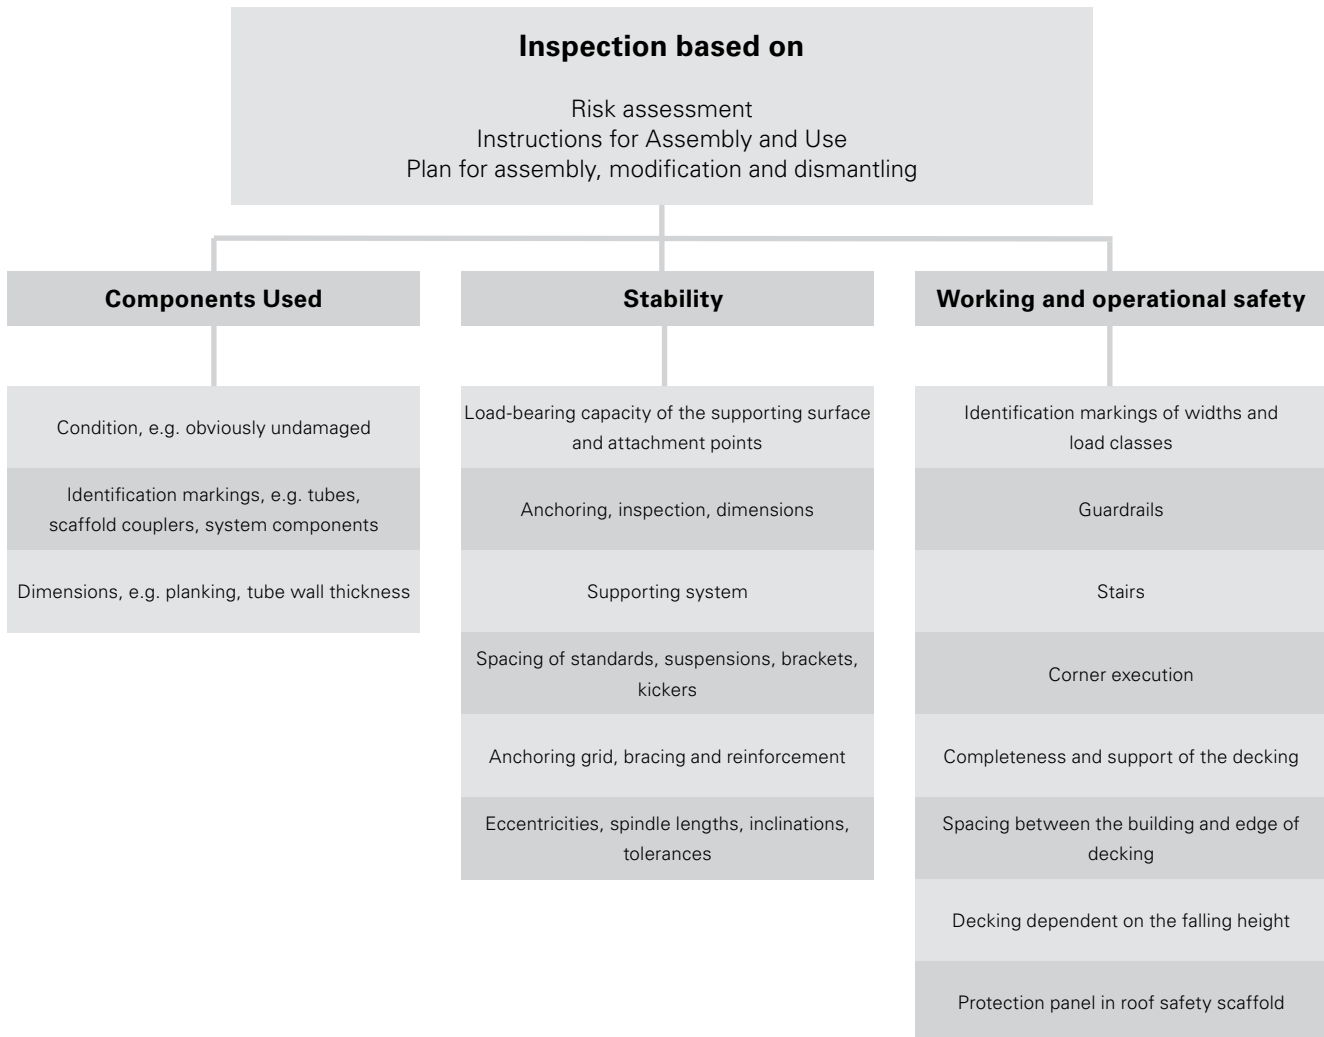 Inspection based on
Risk assessment
Instructions for Assembly and Use
Plan for assembly, modification and dismantling
Components Used
Condition, e.g. obviously undamaged
Identification markings, e.g. tubes,
scaffold couplers, system components
Dimensions, e.g. planking, tube wall thickness
Stability
Load-bearing capacity of the supporting surface
and attachment points
Anchoring, inspection, dimensions
Supporting system
Spacing of standards, suspensions, brackets,
kickers
Anchoring grid, bracing and reinforcement
Eccentricities, spindle lengths, inclinations,
tolerances
Working and operational safety
Identification markings of widths and
load classes
Guardrails
Stairs
Corner execution
Completeness and support of the decking
Spacing between the building and edge of
decking
Decking dependent on the falling height
Protection panel in roof safety scaffold